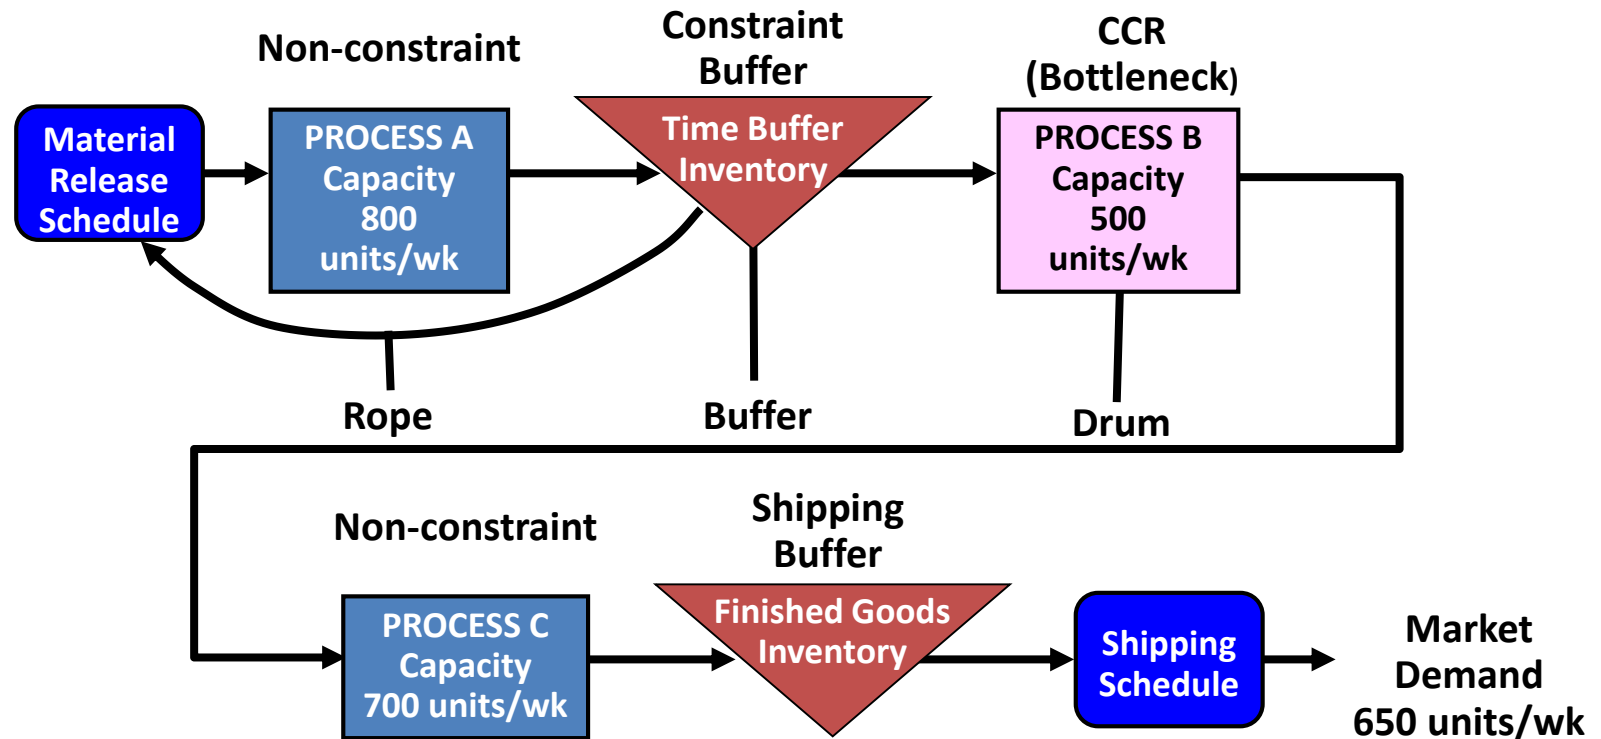 Non-constraint
Constraint
Buffer
CCR
(Bottleneck)
Material
Release
Schedule
PROCESS A
Capacity
800
units/wk
Time Buffer
Inventory
PROCESS B
Capacity
500
units/wk
Rope
Buffer
Drum
Non-constraint
Shipping
Buffer
PROCESS C
Capacity
700 units/wk
Finished Goods
Inventory
Shipping
Schedule
Market
Demand
650 units/wk